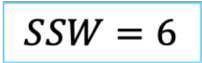 SSW = 6